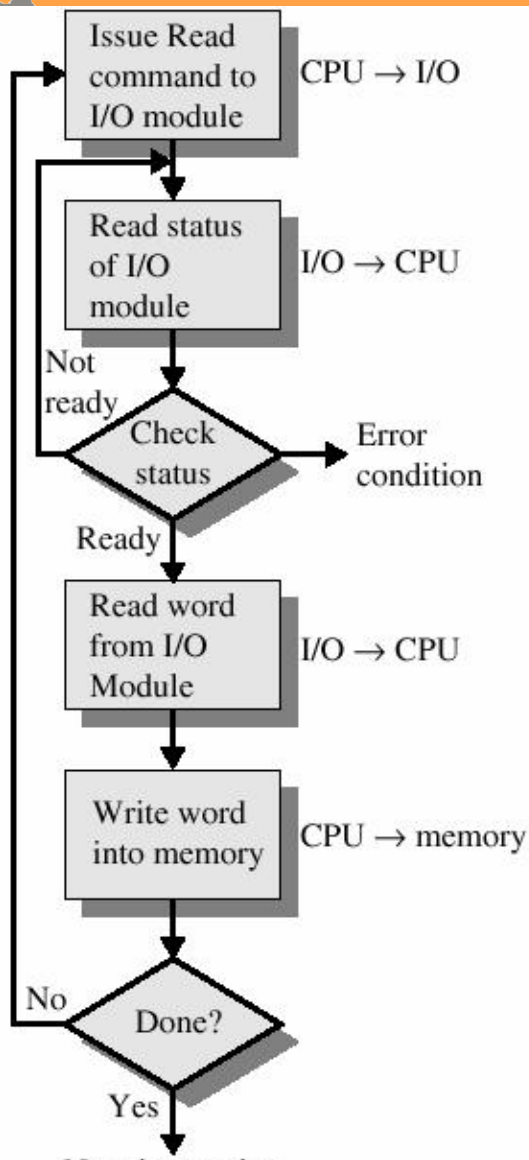 Issue Read
command to
I/O module
CPU → I/O
Read status
of I/O
module
I/O → CPU
Not
ready
Check
status
Error
condition
Ready
Read word
from I/O
Module
I/O → CPU
Write word
into memory
CPU → memory
No
Done?
Yes